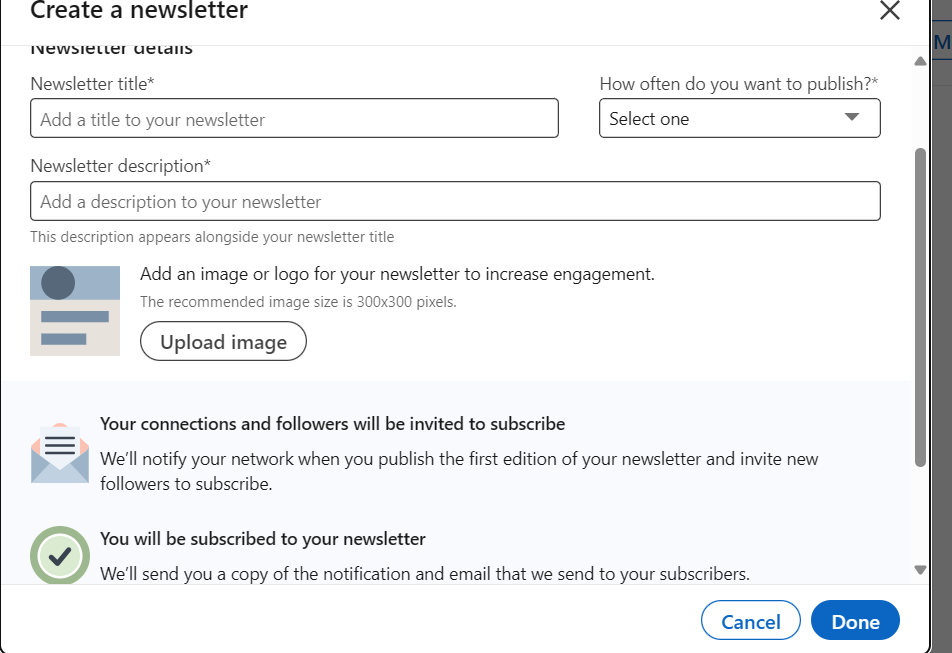 Create a newsletter
Newsletter details
Newsletter title*
How often do you want to publish?*
Add a title to your newsletter
Select one
Newsletter description*
Add a description to your newsletter
This description appears alongside your newsletter title
Add an image or logo for your newsletter to increase engagement.
The recommended image size is 300x300 pixels.
Upload image
Your connections and followers will be invited to subscribe
We’ll notify your network when you publish the first edition of your newsletter and invite new
followers to subscribe.
You will be subscribed to your newsletter
We’ll send you a copy of the notification and email that we send to your subscribers.
Cancel
Done
M